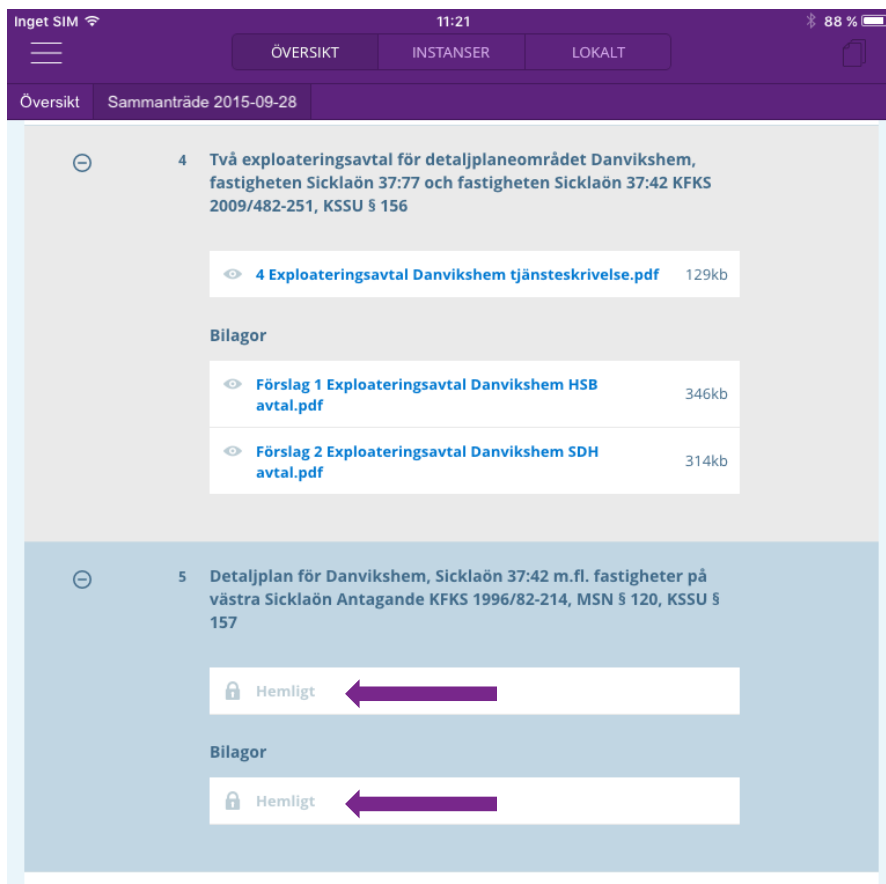 Inget SIM 11:21 88 %
ÖVERSIKT INSTANSER LOKALT
Översikt Sammanträde 2015-09-28
4 Två exploateringsavtal för detaljplaneområdet Danvikshem,
fastigheten Sicklaön 37:77 och fastigheten Sicklaön 37:42 KFKS
2009/482-251, KSSU § 156
4 Exploateringsavtal Danvikshem tjänsteskrivelse.pdf 129kb
Bilagor
Förslag 1 Exploateringsavtal Danvikshem HSB
avtal.pdf 346kb
Förslag 2 Exploateringsavtal Danvikshem SDH
avtal.pdf 314kb
5 Detaljplan för Danvikshem, Sicklaön 37:42 m.fl. fastigheter på
västra Sicklaön Antagande KFKS 1996/82-214, MSN § 120, KSSU §
157
Hemligt
Bilagor
Hemligt